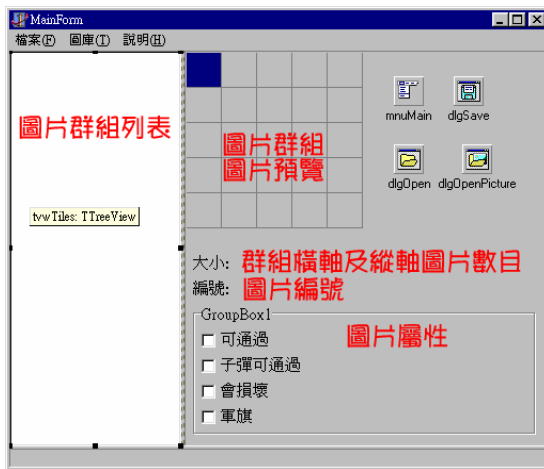 MainForm
檔案(F) 圖庫(I) 說明(H)
圖片群組列表
圖片群組
圖片預覽
mnuMain dlgSave
dlgOpen dlgOpenPicture
tvwTiles: TTreeView
大小: 群組橫軸及縱軸圖片數目
編號: 圖片編號
GroupBox1
圖片屬性
可通過
子彈可通過
會損壞
軍旗